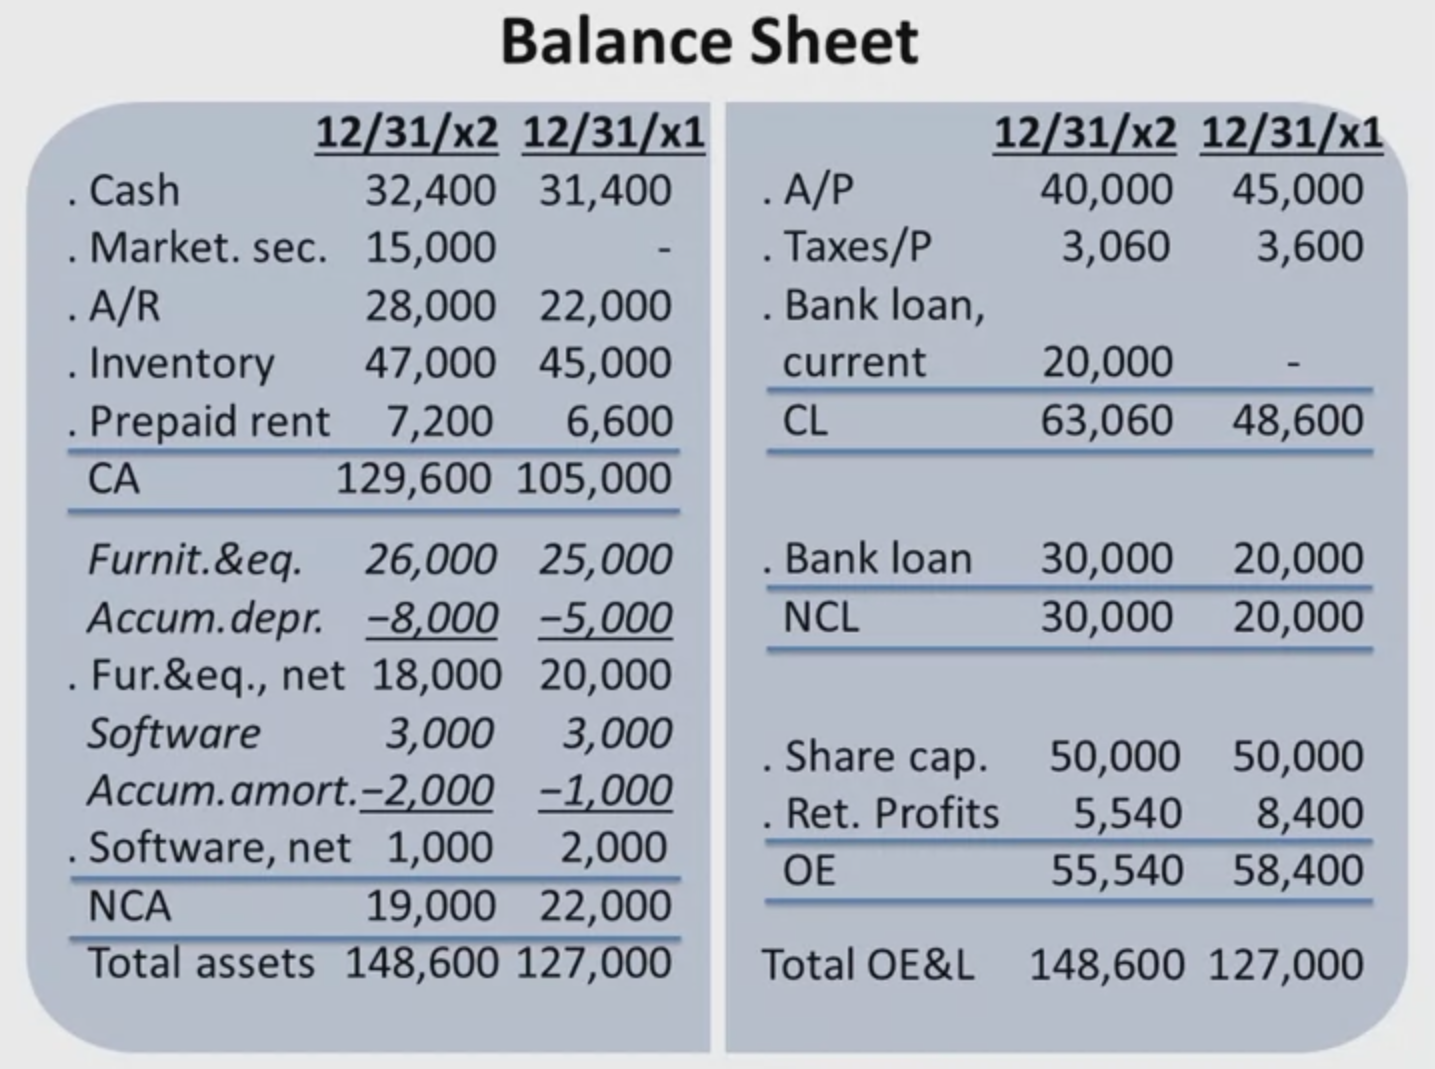 Balance Sheet
12/31/x2 12/31/x1
. Cash 32,400 31,400
. Market. sec. 15,000 -
. A/R 28,000 22,000
. Inventory 47,000 45,000
. Prepaid rent 7,200 6,600
CA 129,600 105,000
Furnit.&eq. 26,000 25,000
Accum.depr. −8,000 −5,000
. Fur.&eq., net 18,000 20,000
Software 3,000 3,000
Accum.amort. −2,000 −1,000
. Software, net 1,000 2,000
NCA 19,000 22,000
Total assets 148,600 127,000
12/31/x2 12/31/x1
. A/P 40,000 45,000
. Taxes/P 3,060 3,600
. Bank loan,
current 20,000 -
CL 63,060 48,600
. Bank loan 30,000 20,000
NCL 30,000 20,000
. Share cap. 50,000 50,000
. Ret. Profits 5,540 8,400
OE 55,540 58,400
Total OE&L 148,600 127,000